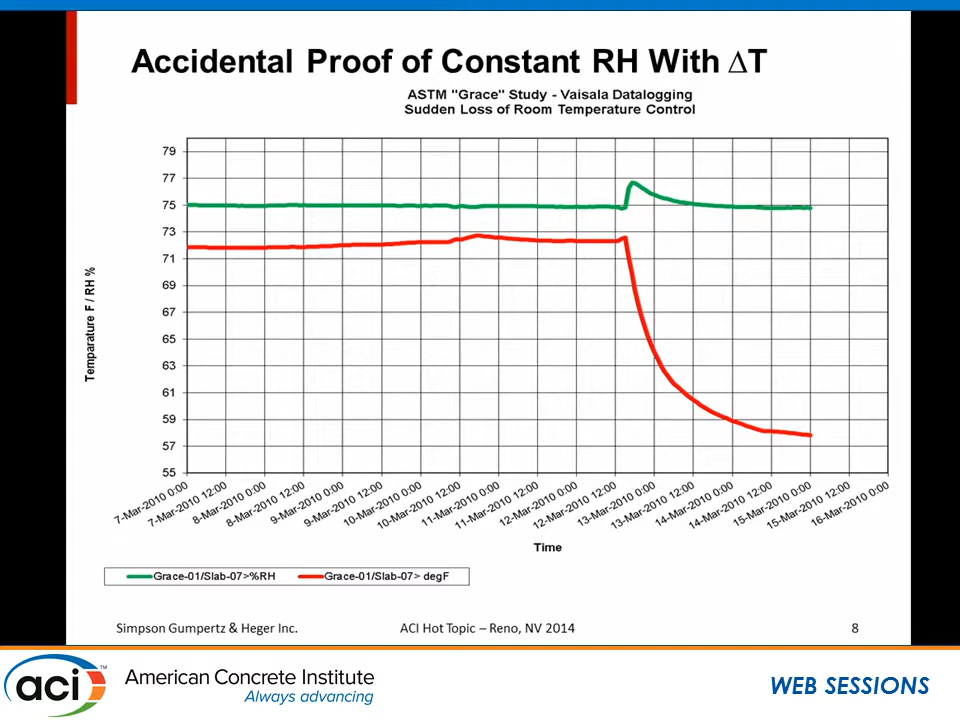 Accidental Proof of Constant RH With ∆T
ASTM "Grace" Study - Vaisala Datalogging
Sudden Loss of Room Temperature Control
79
77
75
73
71
69
67
65
63
61
59
57
55
Temparature F / RH %
7-Mar-2010 0:00
7-Mar-2010 12:00
8-Mar-2010 0:00
8-Mar-2010 12:00
9-Mar-2010 0:00
9-Mar-2010 12:00
10-Mar-2010 0:00
10-Mar-2010 12:00
11-Mar-2010 0:00
11-Mar-2010 12:00
12-Mar-2010 0:00
12-Mar-2010 12:00
13-Mar-2010 0:00
13-Mar-2010 12:00
14-Mar-2010 0:00
14-Mar-2010 12:00
15-Mar-2010 0:00
15-Mar-2010 12:00
16-Mar-2010 0:00
Time
Grace-01/Slab-07>%RH
Grace-01/Slab-07> degF
Simpson Gumpertz & Heger Inc.
ACI Hot Topic – Reno, NV 2014
8
aci™
American Concrete Institute
Always advancing
WEB SESSIONS